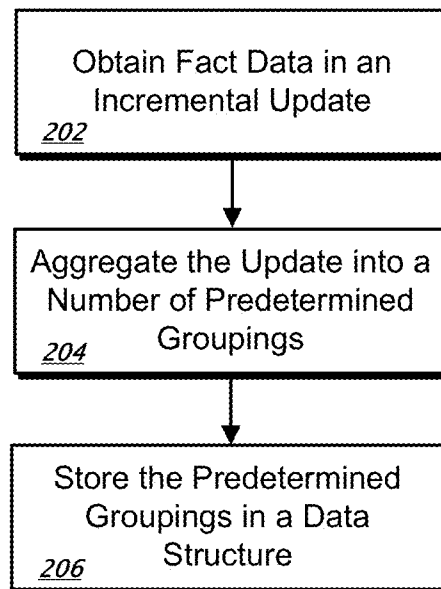 Obtain Fact Data in an
Incremental Update
202
Aggregate the Update into a
Number of Predetermined
Groupings
204
Store the Predetermined
Groupings in a Data
Structure
206